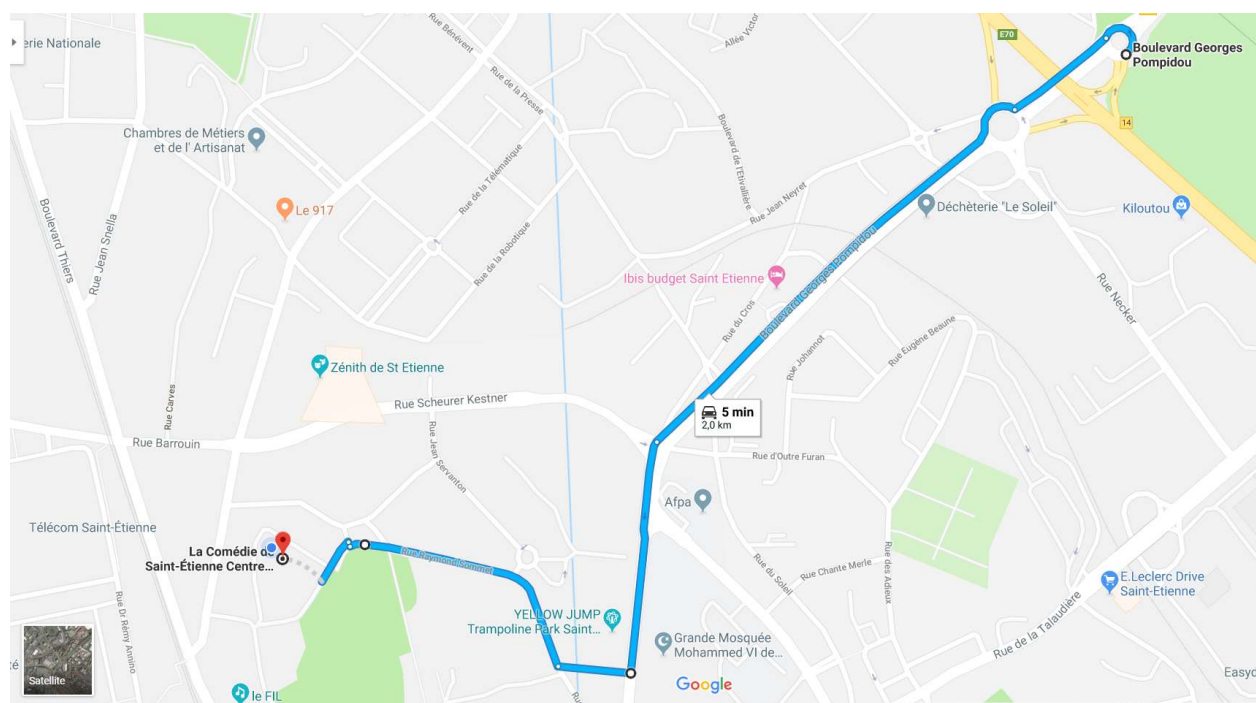 erie Nationale
Rue Bénévent
Allée Victor
E70
Boulevard Georges
Pompidou
Rue de la Presse
Chambres de Métiers
et de l' Artisanat
14
Boulevard de l'Etivallière
Rue de la Télématique
Rue Jean Neyret
Le 917
Déchèterie "Le Soleil"
Kiloutou
Boulevard Thiers
Rue Jean Snella
Rue de la Robotique
Boulevard Georges Pompidou
Ibis budget Saint Etienne
Rue Necker
Rue du Cros
Rue Johannot
Rue Eugène Beaune
Zénith de St Etienne
Rue Carves
Rue Scheurer Kestner
5 min
2,0 km
Rue Barrouin
Rue Jean Servanton
Rue d'Outre Furan
Afpa
Télécom Saint-Étienne
La Comédie de
Saint-Étienne Centre...
Rue Raymond Sommet
Rue du Soleil
Rue Chante Merle
Rue des Adieux
E.Leclerc Drive
Saint-Etienne
Rue Dr Rémy Annino
YELLOW JUMP
Trampoline Park Saint...
Grande Mosquée
Mohammed VI de...
Rue de la Talaudière
té
Satellite
le FIL
Ru
Google
Easyc